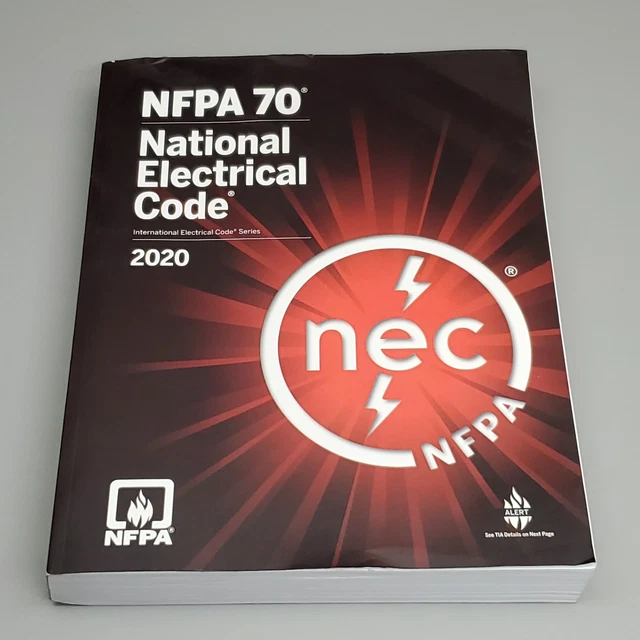 NFPA 70®
National
Electrical
Code®
International Electrical Code® Series
2020
nec®
NFPA
NFPA®
ALERT
See TIA Details on Next Page